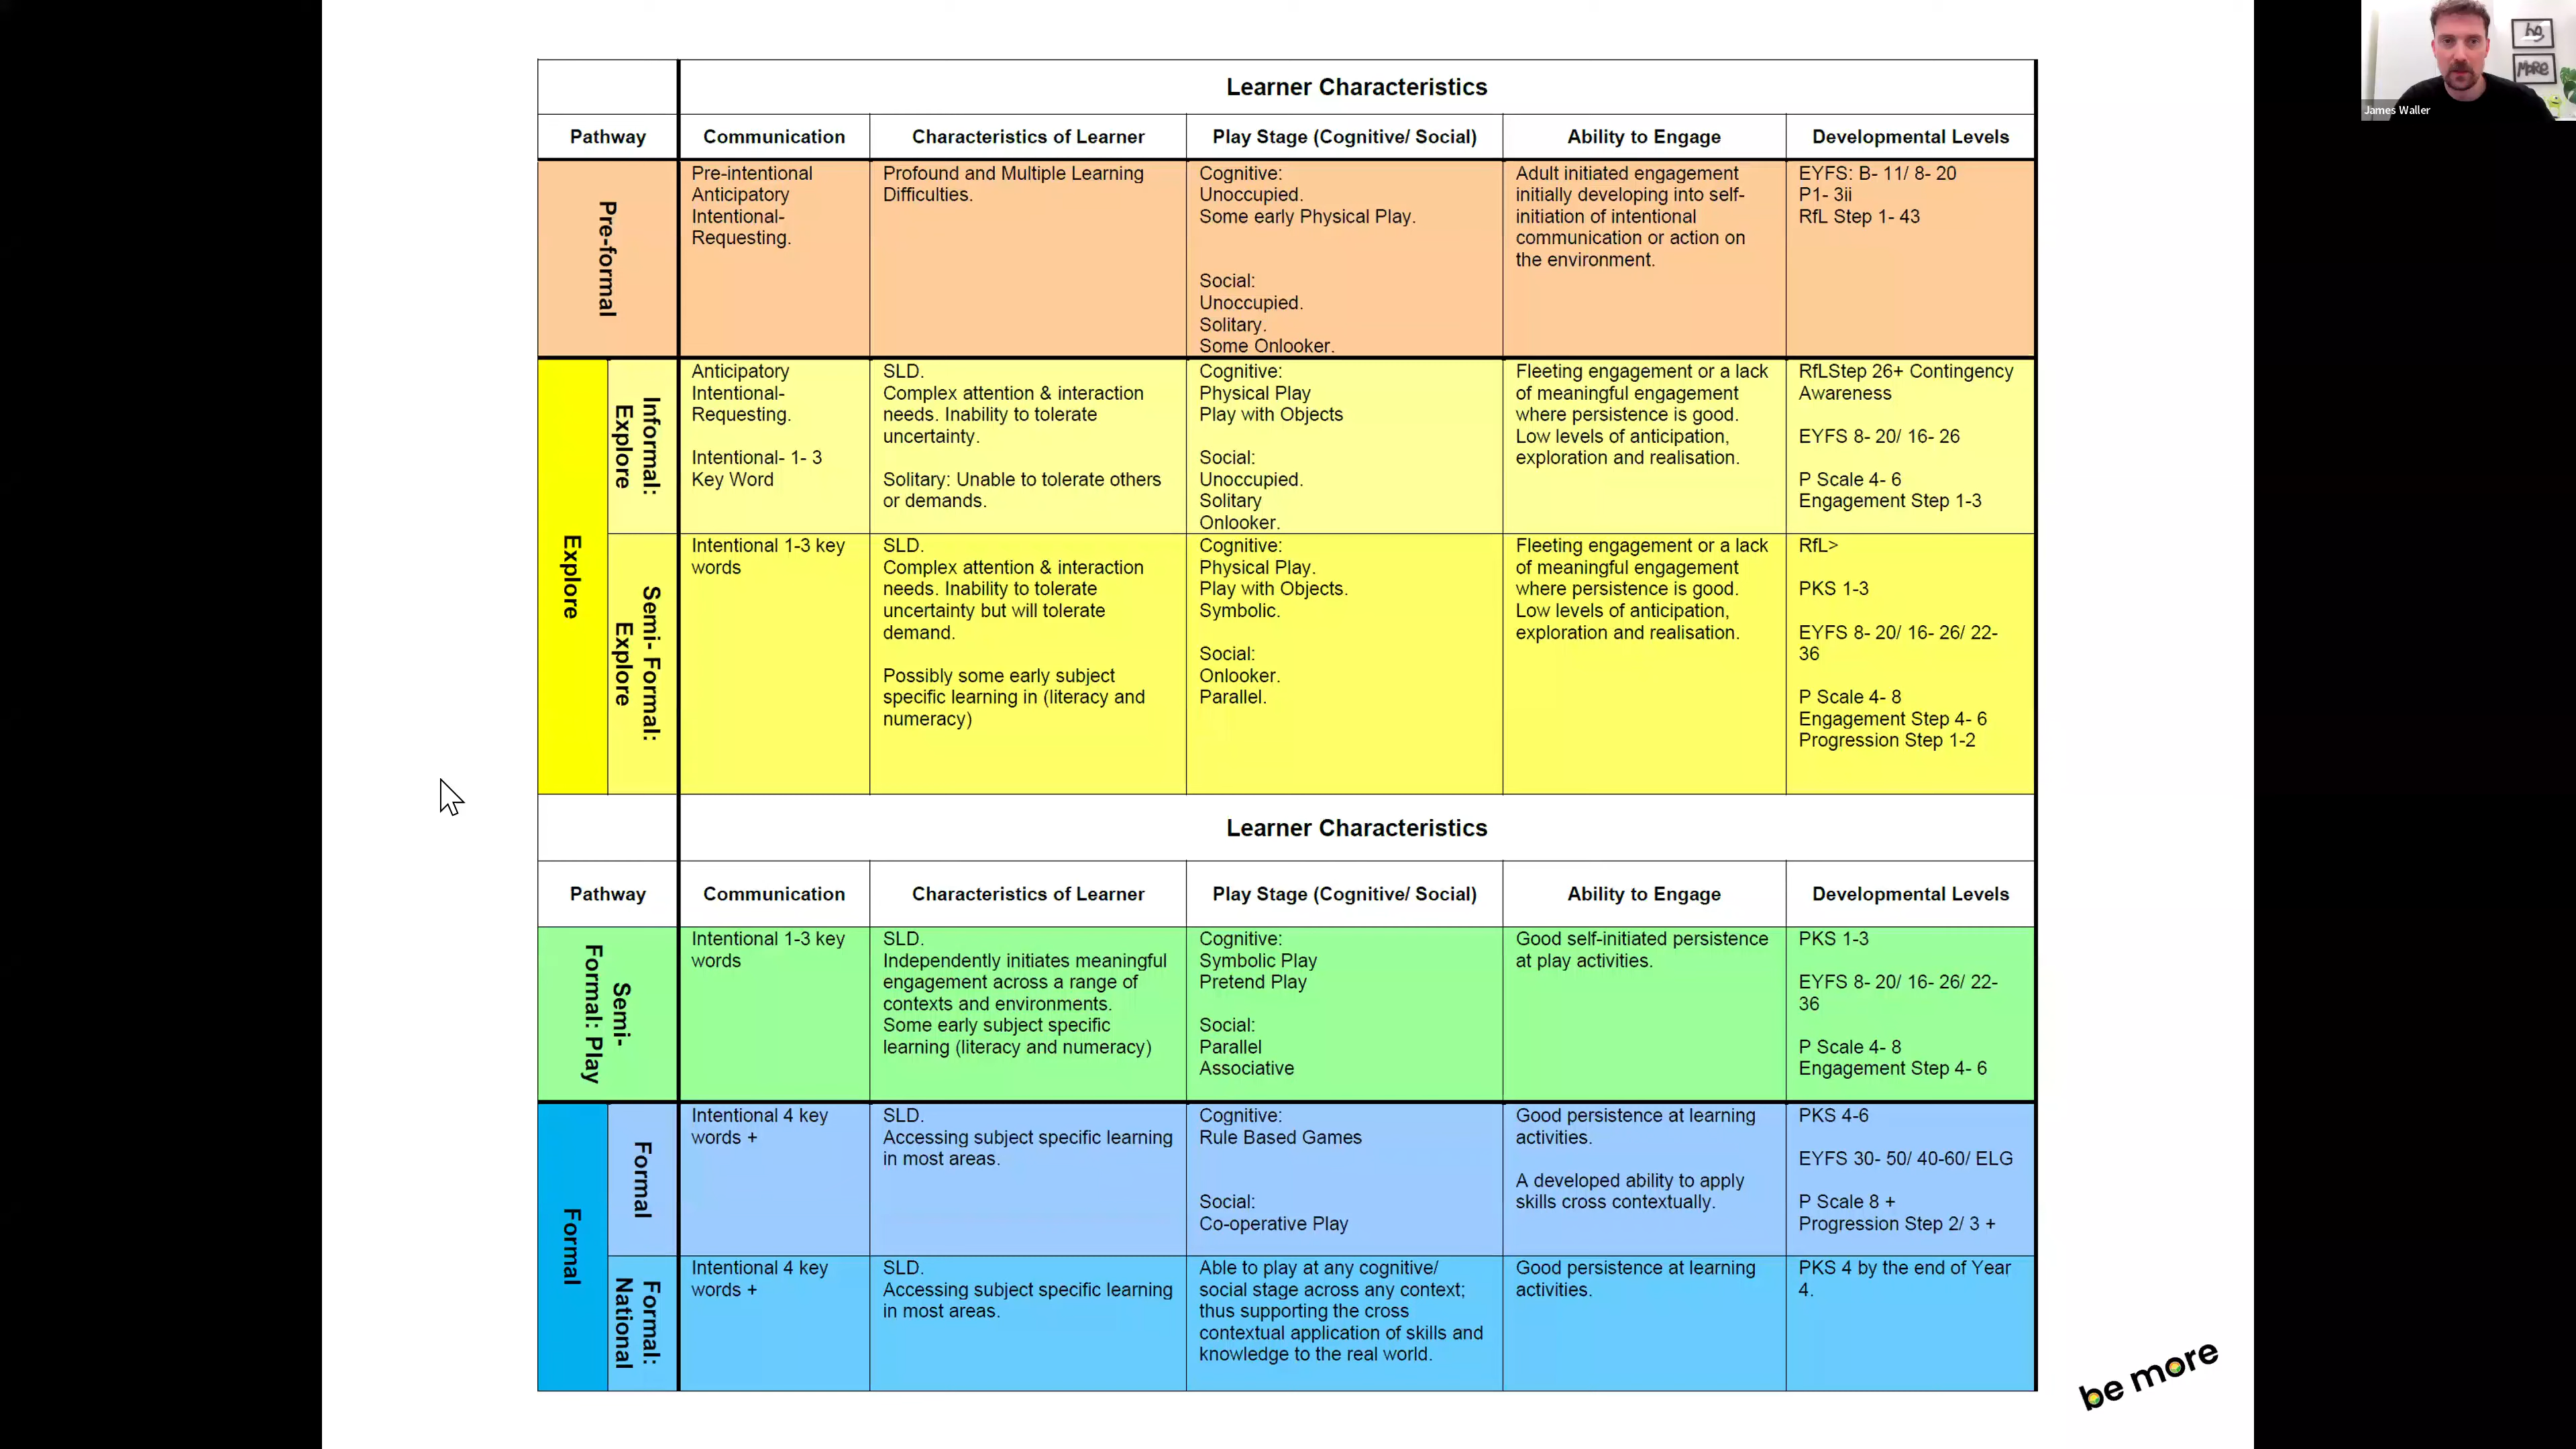 Learner Characteristics
Pathway
Communication
Characteristics of Learner
Play Stage (Cognitive/ Social)
Ability to Engage
Developmental Levels
Pre-formal
Pre-intentional
Anticipatory
Intentional-
Requesting.
Profound and Multiple Learning
Difficulties.
Cognitive:
Unoccupied.
Some early Physical Play.
Social:
Unoccupied.
Solitary.
Some Onlooker.
Adult initiated engagement
initially developing into self-
initiation of intentional
communication or action on
the environment.
EYFS: B- 11/ 8- 20
P1- 3ii
RfL Step 1- 43
Explore
Informal:
Explore
Anticipatory
Intentional-
Requesting.
Intentional- 1- 3
Key Word
SLD.
Complex attention & interaction
needs. Inability to tolerate
uncertainty.
Solitary: Unable to tolerate others
or demands.
Cognitive:
Physical Play
Play with Objects
Social:
Unoccupied.
Solitary
Onlooker.
Fleeting engagement or a lack
of meaningful engagement
where persistence is good.
Low levels of anticipation,
exploration and realisation.
RfLStep 26+ Contingency
Awareness
EYFS 8- 20/ 16- 26
P Scale 4- 6
Engagement Step 1-3
Semi- Formal:
Explore
Intentional 1-3 key
words
SLD.
Complex attention & interaction
needs. Inability to tolerate
uncertainty but will tolerate
demand.
Possibly some early subject
specific learning in (literacy and
numeracy)
Cognitive:
Physical Play.
Play with Objects.
Symbolic.
Social:
Onlooker.
Parallel.
Fleeting engagement or a lack
of meaningful engagement
where persistence is good.
Low levels of anticipation,
exploration and realisation.
RfL>
PKS 1-3
EYFS 8- 20/ 16- 26/ 22-
36
P Scale 4- 8
Engagement Step 4- 6
Progression Step 1-2
Learner Characteristics
Pathway
Communication
Characteristics of Learner
Play Stage (Cognitive/ Social)
Ability to Engage
Developmental Levels
Semi-
Formal: Play
Intentional 1-3 key
words
SLD.
Independently initiates meaningful
engagement across a range of
contexts and environments.
Some early subject specific
learning (literacy and numeracy)
Cognitive:
Symbolic Play
Pretend Play
Social:
Parallel
Associative
Good self-initiated persistence
at play activities.
PKS 1-3
EYFS 8- 20/ 16- 26/ 22-
36
P Scale 4- 8
Engagement Step 4- 6
Formal
Formal
Intentional 4 key
words +
SLD.
Accessing subject specific learning
in most areas.
Cognitive:
Rule Based Games
Social:
Co-operative Play
Good persistence at learning
activities.
A developed ability to apply
skills cross contextually.
PKS 4-6
EYFS 30- 50/ 40-60/ ELG
P Scale 8 +
Progression Step 2/ 3 +
Formal:
National
Intentional 4 key
words +
SLD.
Accessing subject specific learning
in most areas.
Able to play at any cognitive/
social stage across any context;
thus supporting the cross
contextual application of skills and
knowledge to the real world.
Good persistence at learning
activities.
PKS 4 by the end of Year
4.
be more
be
MORE
James Waller